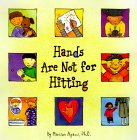 Hands
Are Not for
Hitting
By Martine Agassi, Ph.D.